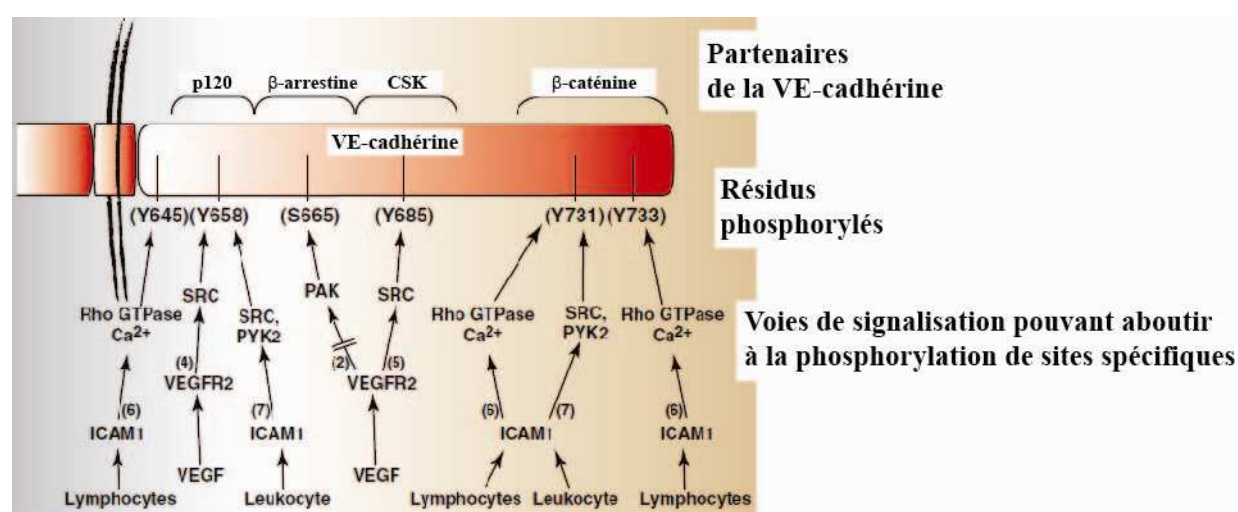 Partenaires
de la VE-cadhérine
p120 β-arrestine CSK β-caténine
VE-cadhérine
(Y645)(Y658) (S665) (Y685) (Y731)(Y733)
Résidus
phosphorylés
SRC PAK SRC
Rho GTPase Ca2+
SRC, PYK2
Rho GTPase Ca2+
SRC, PYK2
Rho GTPase Ca2+
Voies de signalisation pouvant aboutir
à la phosphorylation de sites spécifiques
(4) (2) (5)
VEGFR2 VEGFR2
(6) (7) (6) (7) (6)
ICAM1 ICAM1 ICAM1 ICAM1
VEGF VEGF
Lymphocytes Leukocyte Lymphocytes Leukocyte Lymphocytes